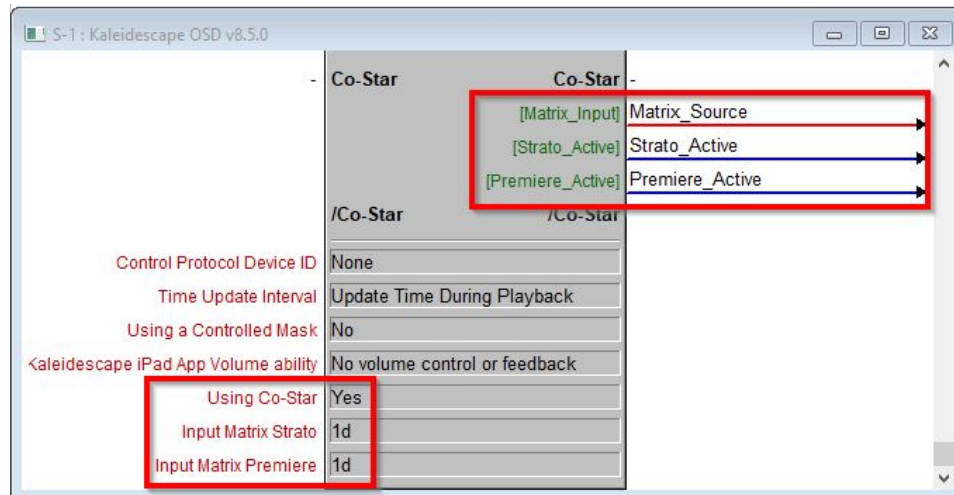 S-1 : Kaleidescape OSD v8.5.0
- Co-Star Co-Star -
[Matrix_Input] Matrix_Source
[Strato_Active] Strato_Active
[Premiere_Active] Premiere_Active
/Co-Star /Co-Star
Control Protocol Device ID None
Time Update Interval Update Time During Playback
Using a Controlled Mask No
Kaleidescape iPad App Volume ability No volume control or feedback
Using Co-Star Yes
Input Matrix Strato 1d
Input Matrix Premiere 1d